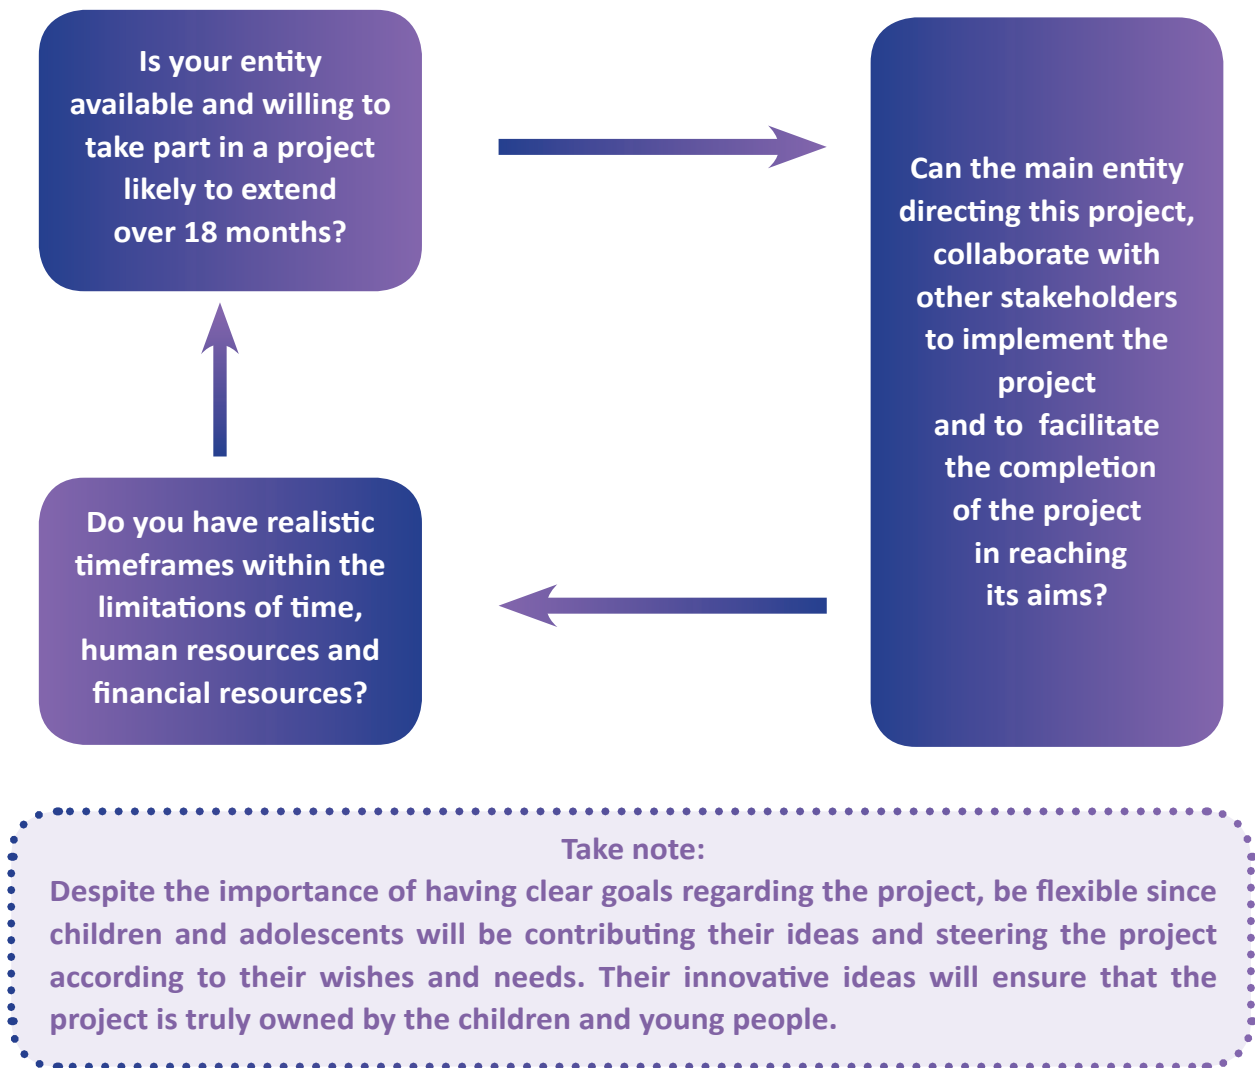 Is your entity
available and willing to
take part in a project
likely to extend
over 18 months?
Can the main entity
directing this project,
collaborate with
other stakeholders
to implement the
project
and to facilitate
the completion
of the project
in reaching
its aims?
Do you have realistic
timeframes within the
limitations of time,
human resources and
financial resources?
Take note:
Despite the importance of having clear goals regarding the project, be flexible since
children and adolescents will be contributing their ideas and steering the project
according to their wishes and needs. Their innovative ideas will ensure that the
project is truly owned by the children and young people.